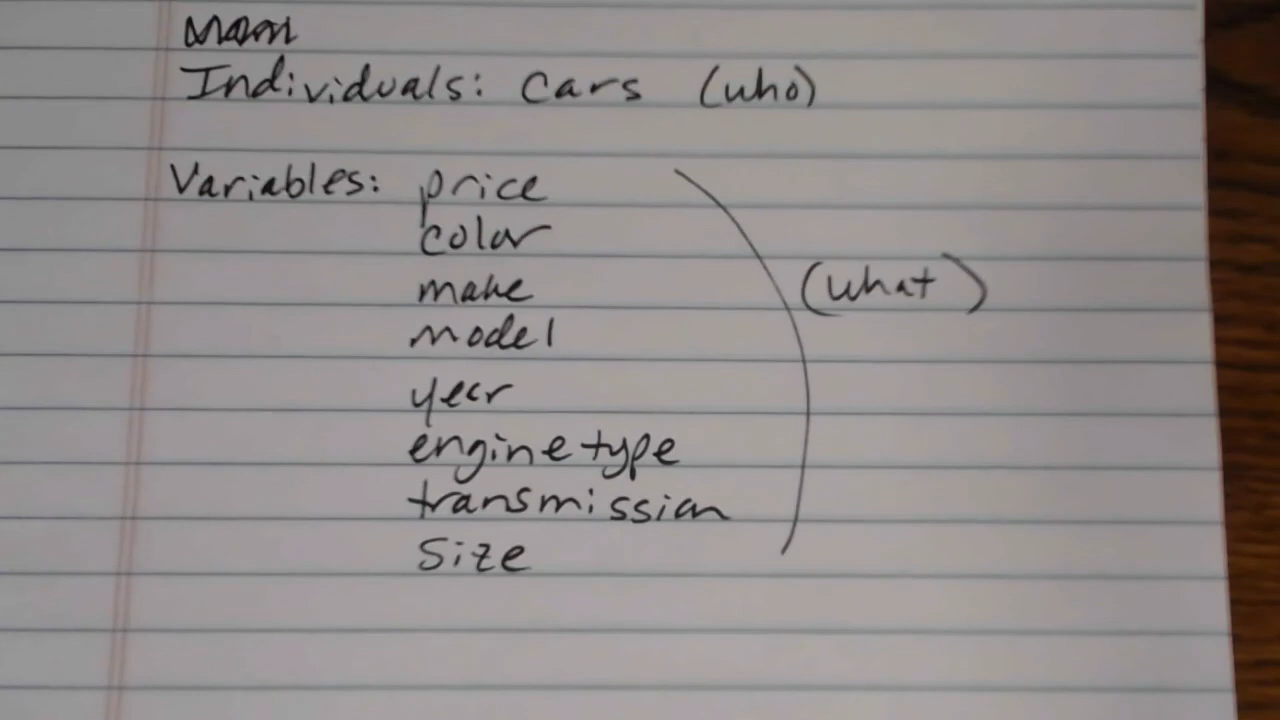 Individuals: cars (who)
Variables: price
color
make
(what)
model
year
engine type
transmission
size